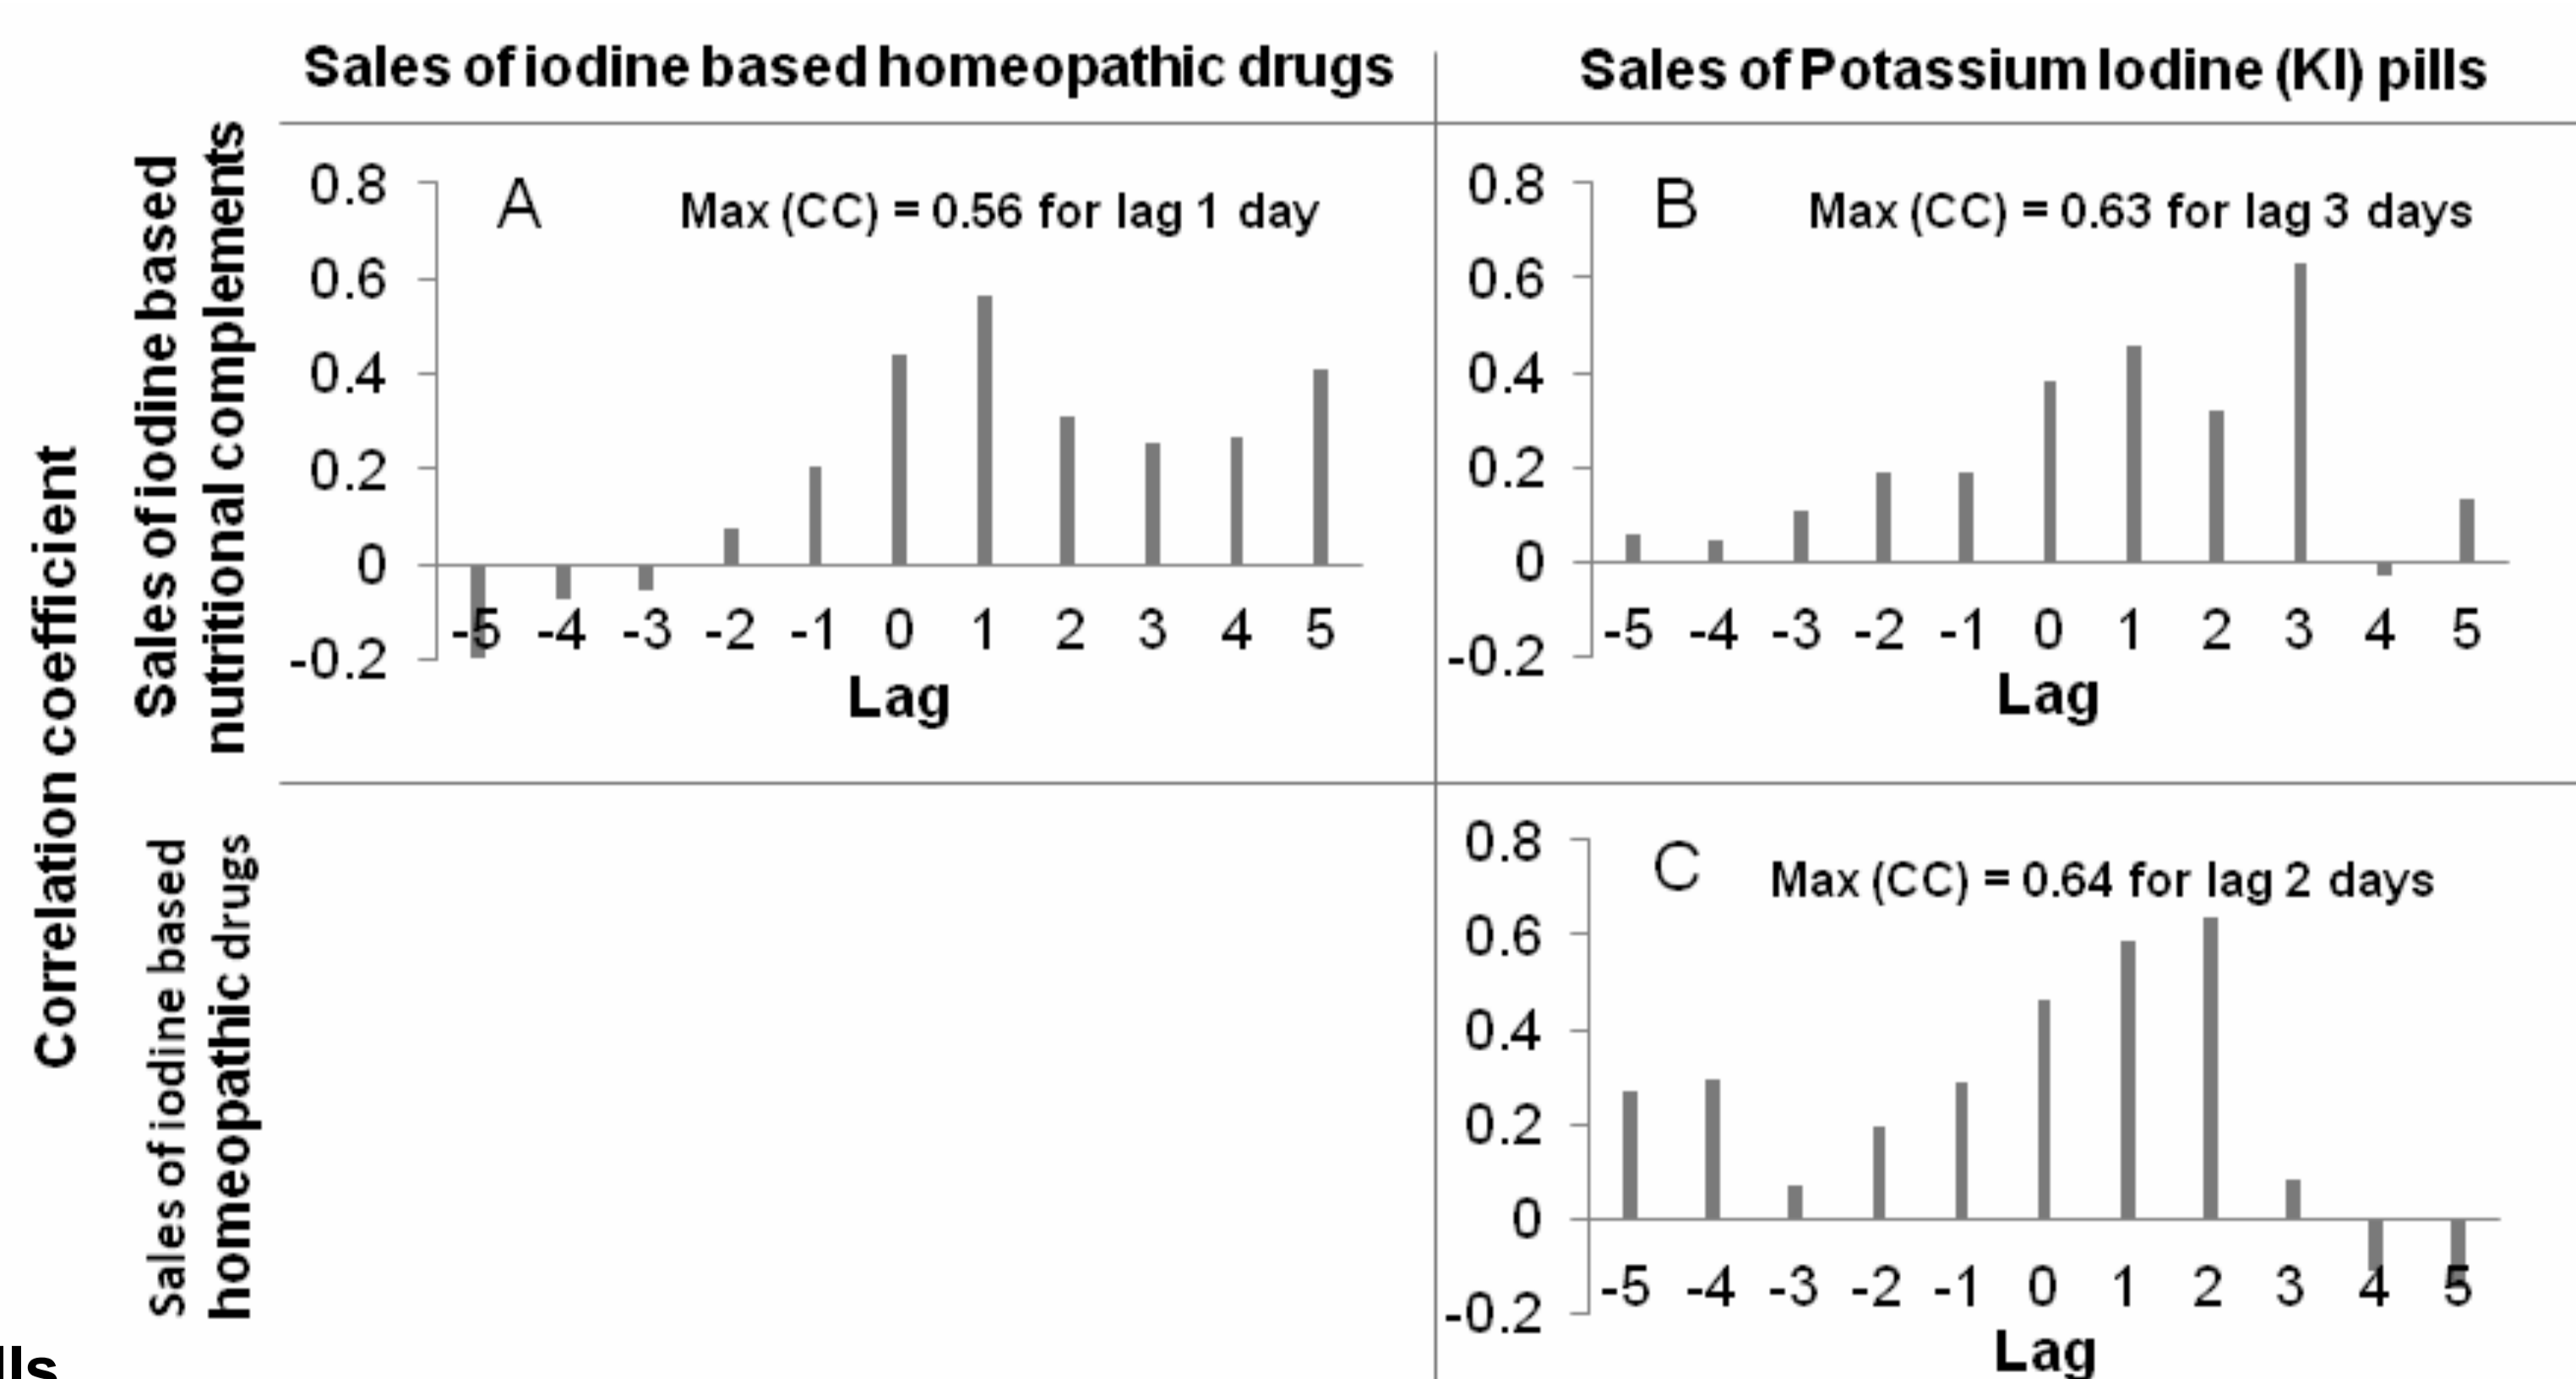 Sales of iodine based homeopathic drugs
Sales of Potassium Iodine (KI) pills
Correlation coefficient
Sales of iodine based
nutritional complements
A
Max (CC) = 0.56 for lag 1 day
0.8
0.6
0.4
0.2
0
-0.2
-5 -4 -3 -2 -1 0 1 2 3 4 5
Lag
B
Max (CC) = 0.63 for lag 3 days
0.8
0.6
0.4
0.2
0
-0.2
-5 -4 -3 -2 -1 0 1 2 3 4 5
Lag
Sales of iodine based
homeopathic drugs
C
Max (CC) = 0.64 for lag 2 days
0.8
0.6
0.4
0.2
0
-0.2
-5 -4 -3 -2 -1 0 1 2 3 4 5
Lag